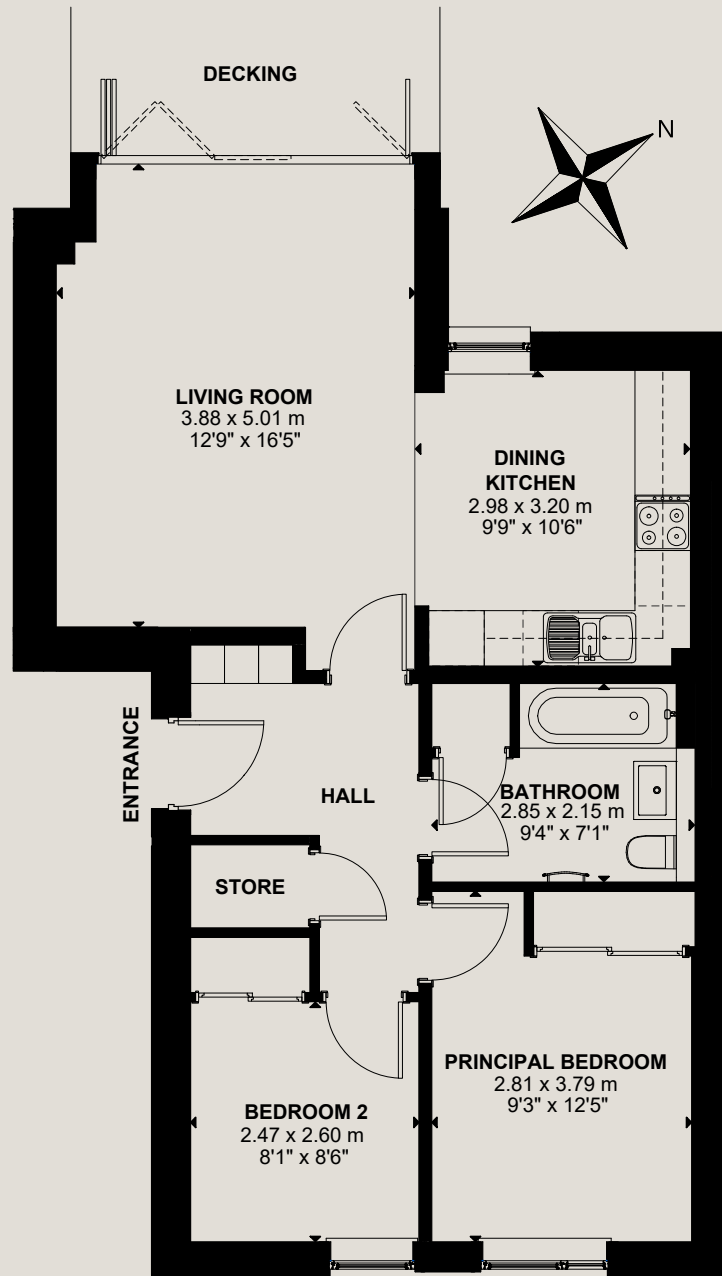 DECKING
N
LIVING ROOM
3.88 x 5.01 m
12'9" x 16'5"
DINING
KITCHEN
2.98 x 3.20 m
9'9" x 10'6"
ENTRANCE
HALL
BATHROOM
2.85 x 2.15 m
9'4" x 7'1"
STORE
PRINCIPAL BEDROOM
2.81 x 3.79 m
9'3" x 12'5"
BEDROOM 2
2.47 x 2.60 m
8'1" x 8'6"